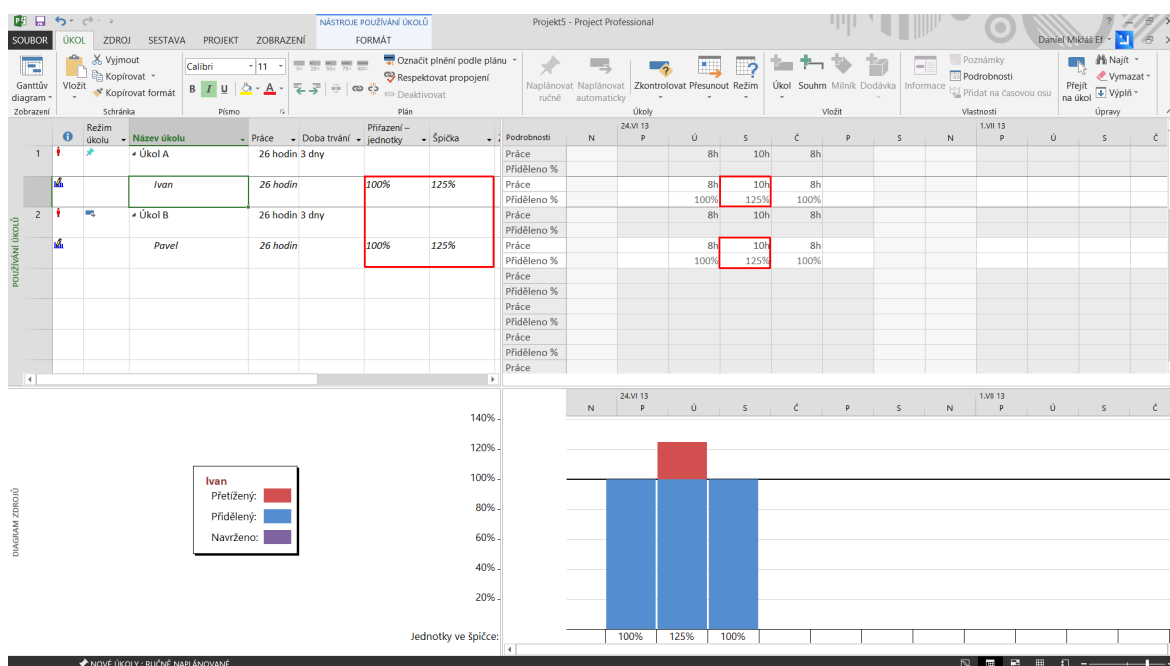 NÁSTROJE POUŽÍVÁNÍ ÚKOLŮ
Projekt5 - Project Professional
SOUBOR ÚKOL ZDROJ SESTAVA PROJEKT ZOBRAZENÍ FORMÁT
Daniel Mikláš Ef
Ganttův diagram
Zobrazení
Vložit
Vyjmout
Kopírovat
Kopírovat formát
Schránka
Calibri 11
B I U A
Písmo
Označit plnění podle plánu
Respektovat propojení
Deaktivovat
Plán
Naplánovat ručně
Naplánovat automaticky
Zkontrolovat Přesunout Režim
Úkoly
Úkol Souhrn Milník Dodávka
Vložit
Informace
Poznámky
Podrobnosti
Přidat na časovou osu
Vlastnosti
Přejít na úkol
Najít
Vymazat
Výplň
Úpravy
Režim úkolu Název úkolu Práce Doba trvání Přiřazení – jednotky Špička
Podrobnosti
24.VI 13 1.VII 13
N P Ú S Č P S N P Ú S Č
1 Úkol A 26 hodin 3 dny
Práce 8h 10h 8h
Přiděleno %
Ivan 26 hodin 100% 125%
Práce 8h 10h 8h
Přiděleno % 100% 125% 100%
2 Úkol B 26 hodin 3 dny
Práce 8h 10h 8h
Přiděleno %
Pavel 26 hodin 100% 125%
Práce 8h 10h 8h
Přiděleno % 100% 125% 100%
Práce
Přiděleno %
Práce
Přiděleno %
Práce
Přiděleno %
Práce
POUŽÍVÁNÍ ÚKOLŮ
24.VI 13 1.VII 13
N P Ú S Č P S N P Ú S Č
140%
120%
100%
80%
60%
40%
20%
Ivan
Přetížený:
Přidělený:
Navrženo:
DIAGRAM ZDROJŮ
Jednotky ve špičce: 100% 125% 100%
NOVÉ ÚKOLY : RUČNĚ NAPLÁNOVANÉ